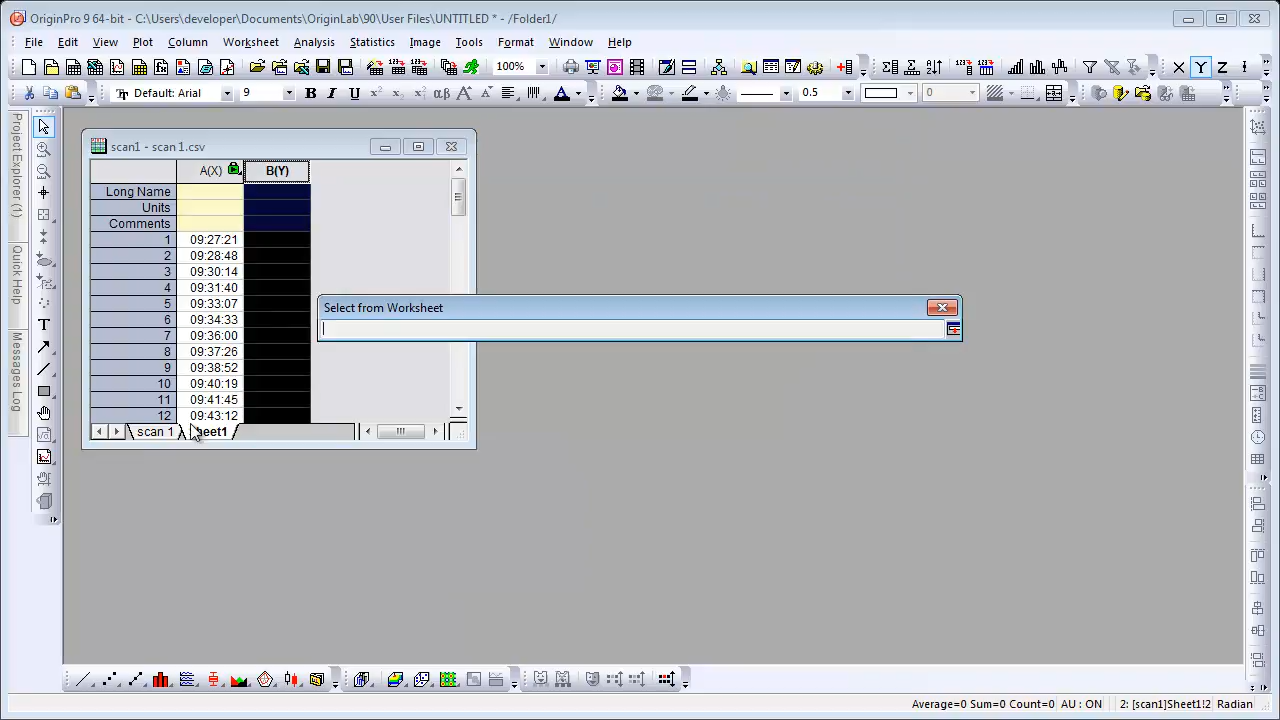 OriginPro 9 64-bit - C:\Users\developer\Documents\OriginLab\90\User Files\UNTITLED * - /Folder1/
File Edit View Plot Column Worksheet Analysis Statistics Image Tools Format Window Help
100%
X Y Z
Default: Arial 9 B I U 0.5 0
Project Explorer (1)
Quick Help
Messages Log
scan1 - scan 1.csv
A(X) B(Y)
Long Name
Units
Comments
1 09:27:21
2 09:28:48
3 09:30:14
4 09:31:40
5 09:33:07
6 09:34:33
7 09:36:00
8 09:37:26
9 09:38:52
10 09:40:19
11 09:41:45
12 09:43:12
scan 1
Select from Worksheet
Average=0 Sum=0 Count=0 AU : ON 2: [scan1]Sheet1!2 Radian